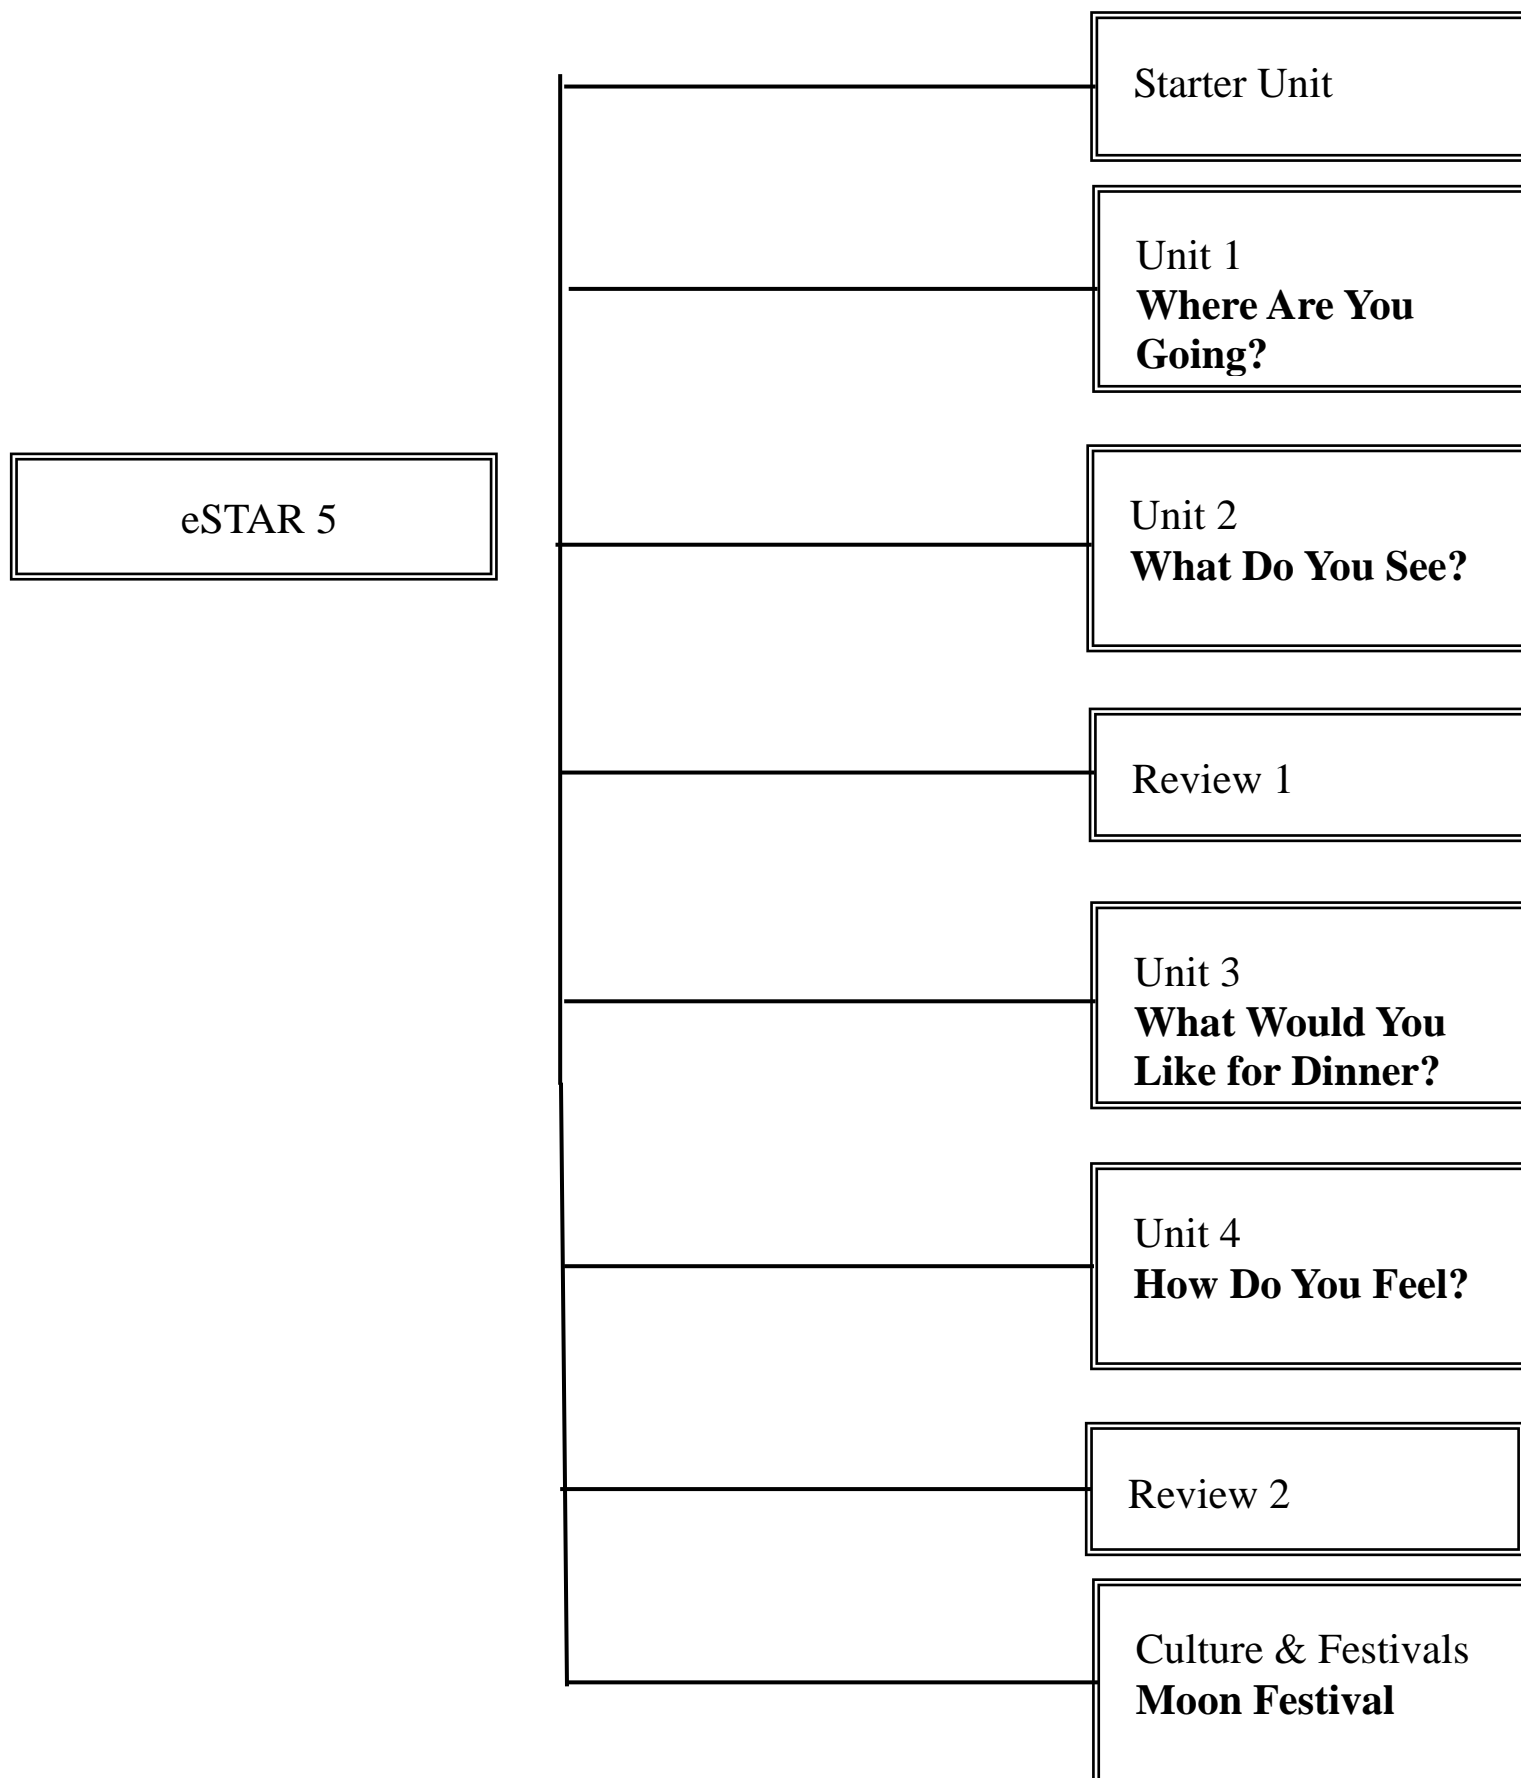 eSTAR 5
Starter Unit
Unit 1
Where Are You
Going?
Unit 2
What Do You See?
Review 1
Unit 3
What Would You
Like for Dinner?
Unit 4
How Do You Feel?
Review 2
Culture & Festivals
Moon Festival